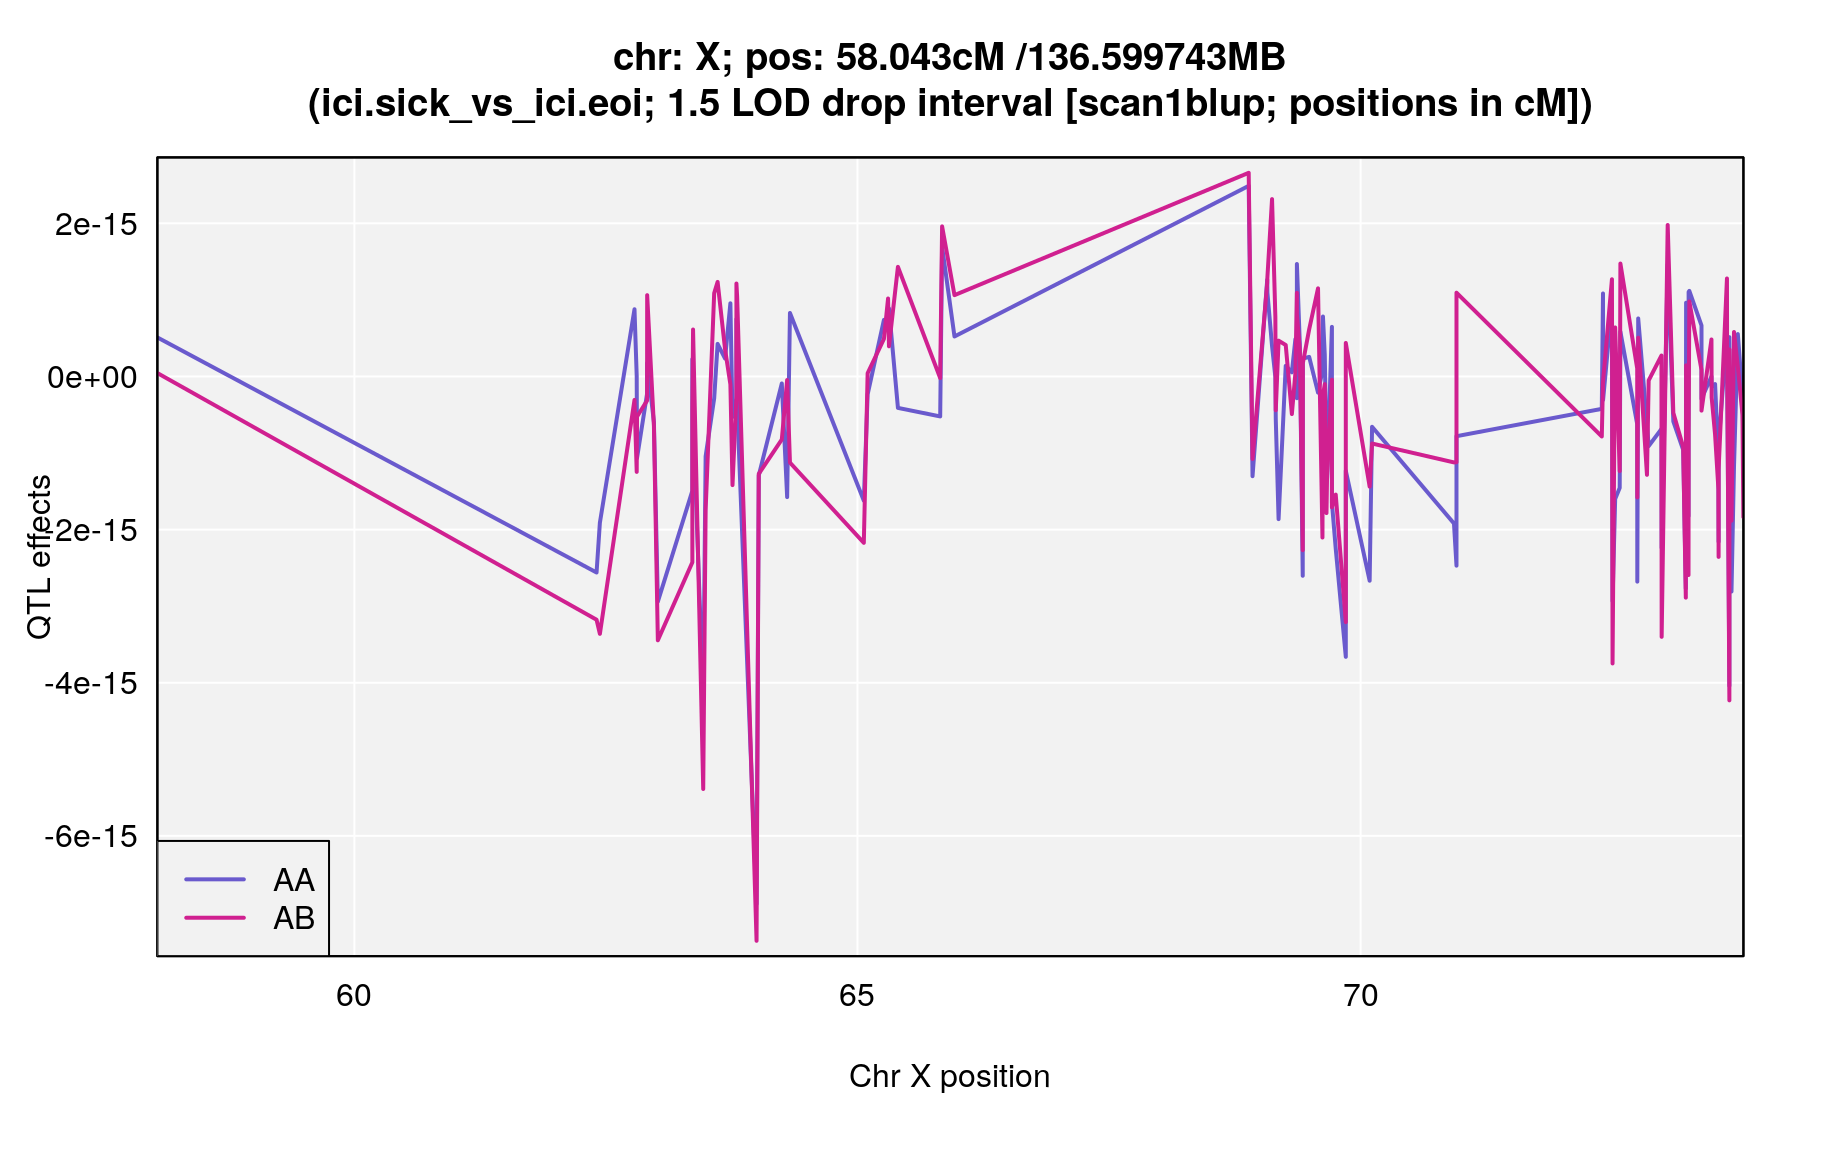 chr: X; pos: 58.043cM /136.599743MB
(ici.sick_vs_ici.eoi; 1.5 LOD drop interval [scan1blup; positions in cM])
QTL effects
2e-15
0e+00
-2e-15
-4e-15
-6e-15
AA
AB
60 65 70
Chr X position